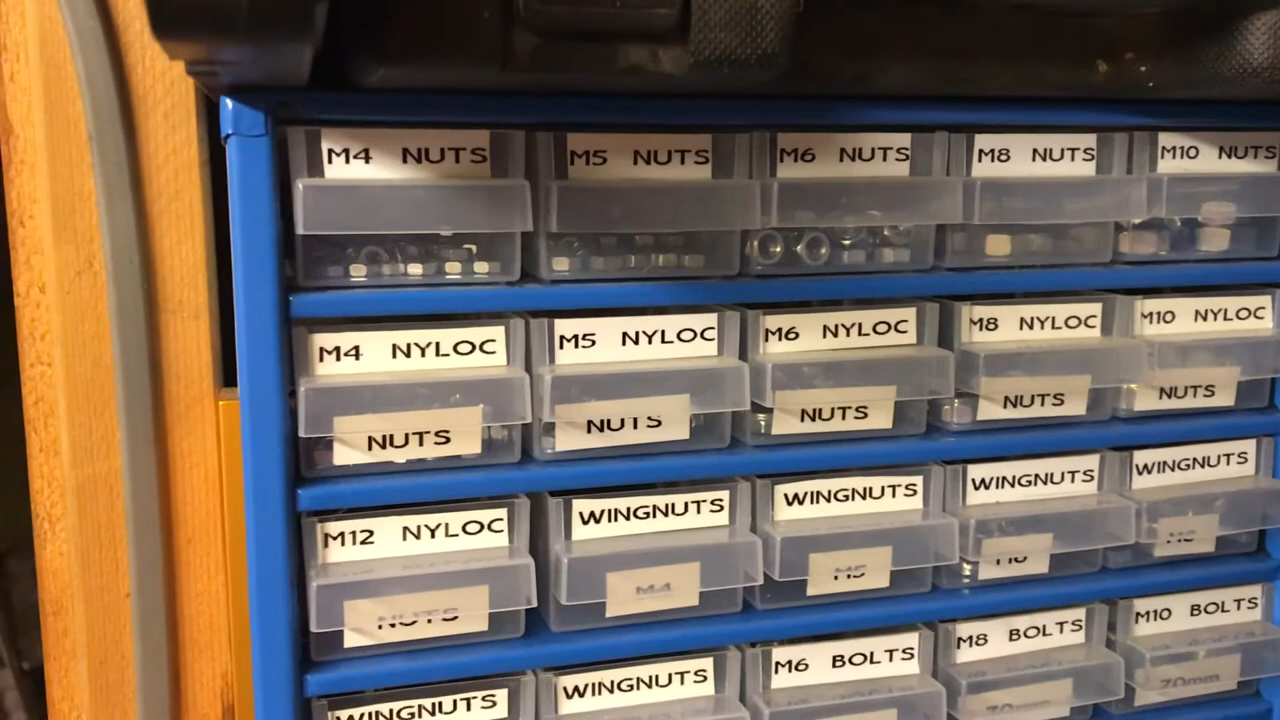 M4 NUTS
M5 NUTS
M6 NUTS
M8 NUTS
M10 NUTS
M4 NYLOC
NUTS
M5 NYLOC
NUTS
M6 NYLOC
NUTS
M8 NYLOC
NUTS
M10 NYLOC
NUTS
M12 NYLOC
NUTS
WINGNUTS
M4
WINGNUTS
M5
WINGNUTS
WINGNUTS
WINGNUTS
WINGNUTS
M6 BOLTS
M8 BOLTS
70mm
M10 BOLTS
70mm